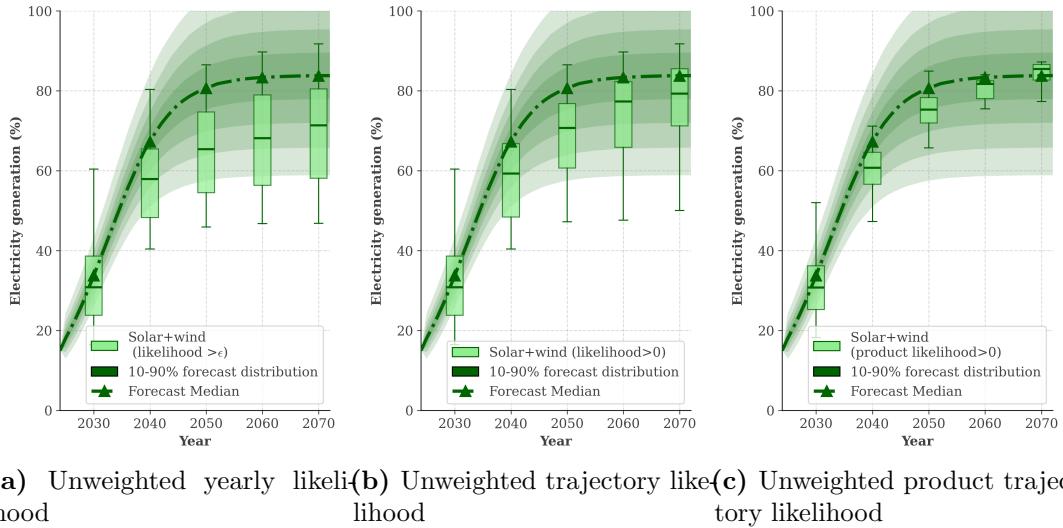 100
80
60
40
20
0
Electricity generation (%)
2030 2040 2050 2060 2070
Year
Solar+wind
(likelihood >ϵ)
10-90% forecast distribution
Forecast Median
100
80
60
40
20
0
Electricity generation (%)
2030 2040 2050 2060 2070
Year
Solar+wind (likelihood>0)
10-90% forecast distribution
Forecast Median
100
80
60
40
20
0
Electricity generation (%)
2030 2040 2050 2060 2070
Year
Solar+wind
(product likelihood>0)
10-90% forecast distribution
Forecast Median
a) Unweighted yearly likeli-
hood
(b) Unweighted trajectory like-
lihood
(c) Unweighted product trajec
tory likelihood